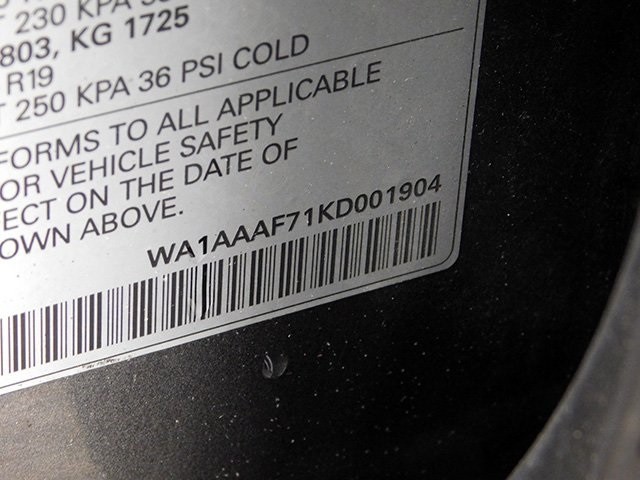 230 KPA
803, KG 1725
R19
250 KPA 36 PSI COLD
FORMS TO ALL APPLICABLE
OR VEHICLE SAFETY
ECT ON THE DATE OF
OWN ABOVE.
WA1AAAF71KD001904